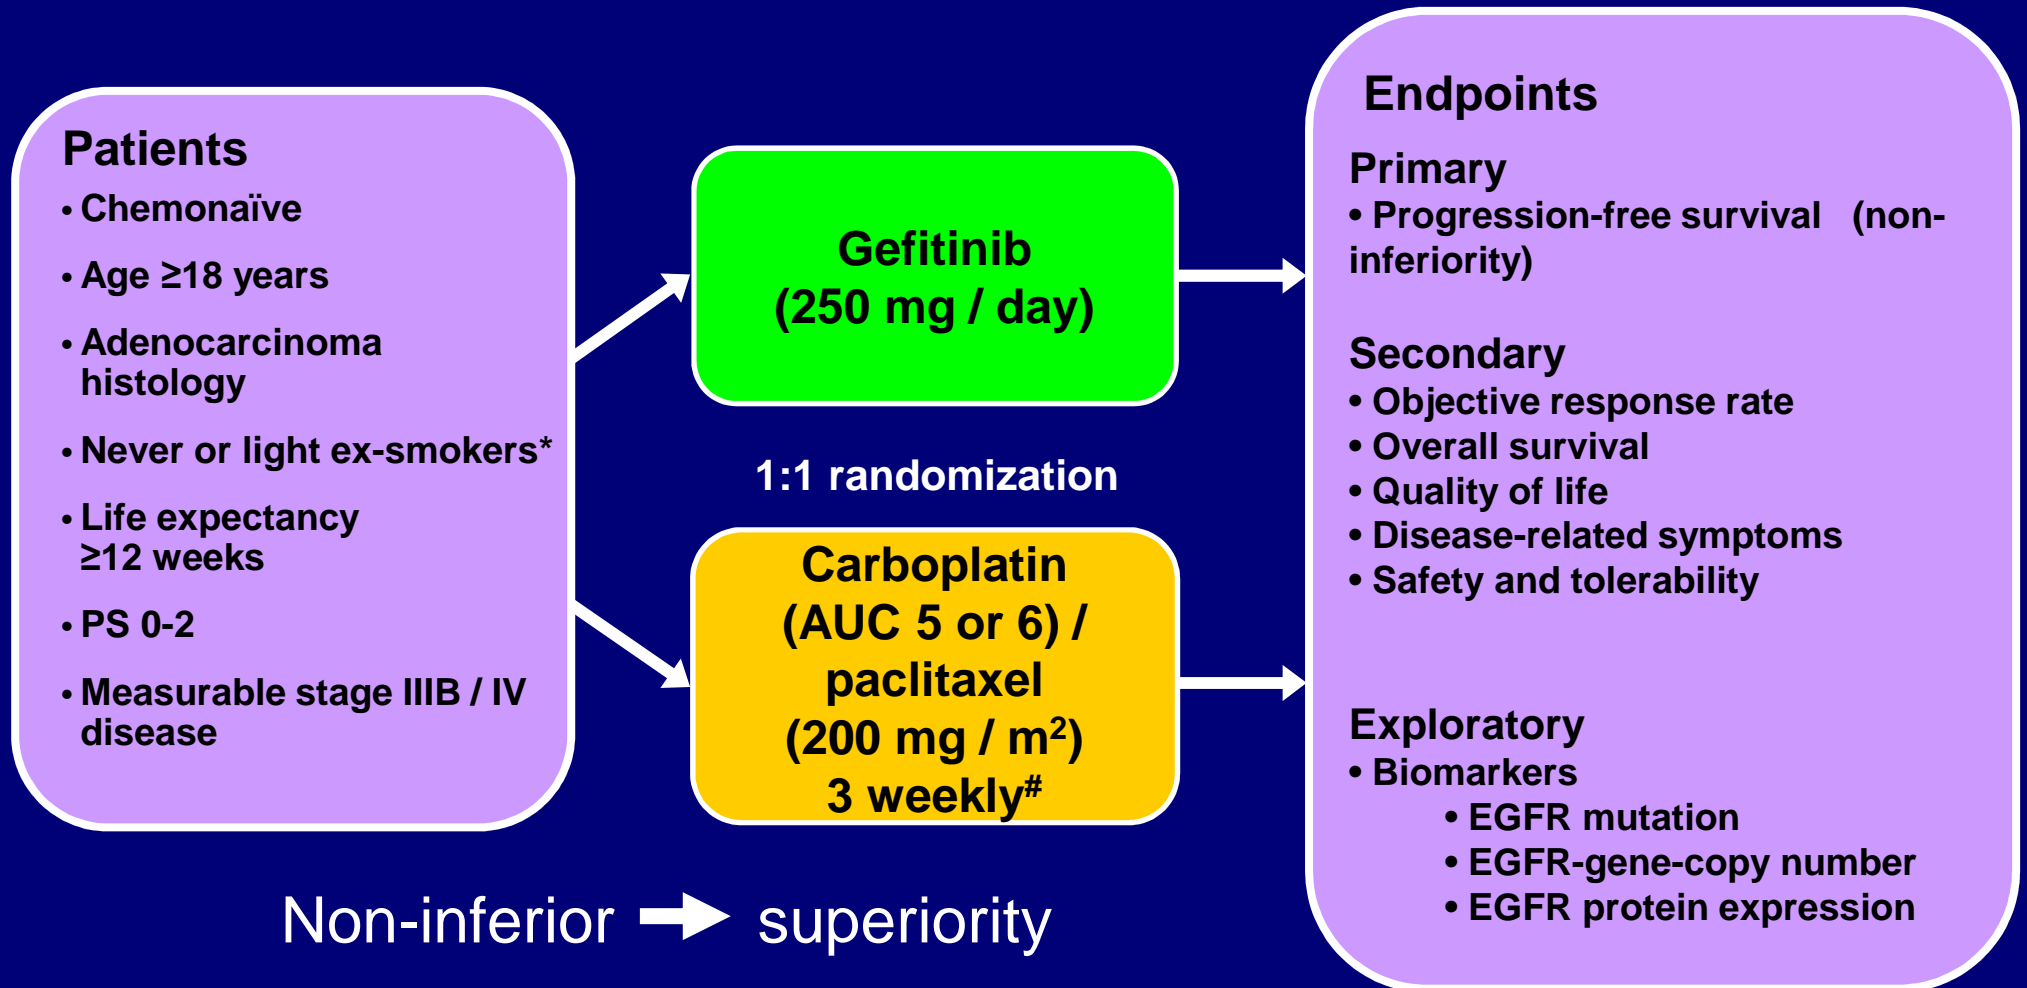 Patients
• Chemonaïve
• Age ≥18 years
• Adenocarcinoma
histology
• Never or light ex-smokers*
• Life expectancy
≥12 weeks
• PS 0-2
• Measurable stage IIIB / IV
disease
Gefitinib
(250 mg / day)
1:1 randomization
Carboplatin
(AUC 5 or 6) /
paclitaxel
(200 mg / m²)
3 weekly#
Endpoints
Primary
• Progression-free survival (non-
inferiority)
Secondary
• Objective response rate
• Overall survival
• Quality of life
• Disease-related symptoms
• Safety and tolerability
Exploratory
• Biomarkers
• EGFR mutation
• EGFR-gene-copy number
• EGFR protein expression
Non-inferior superiority